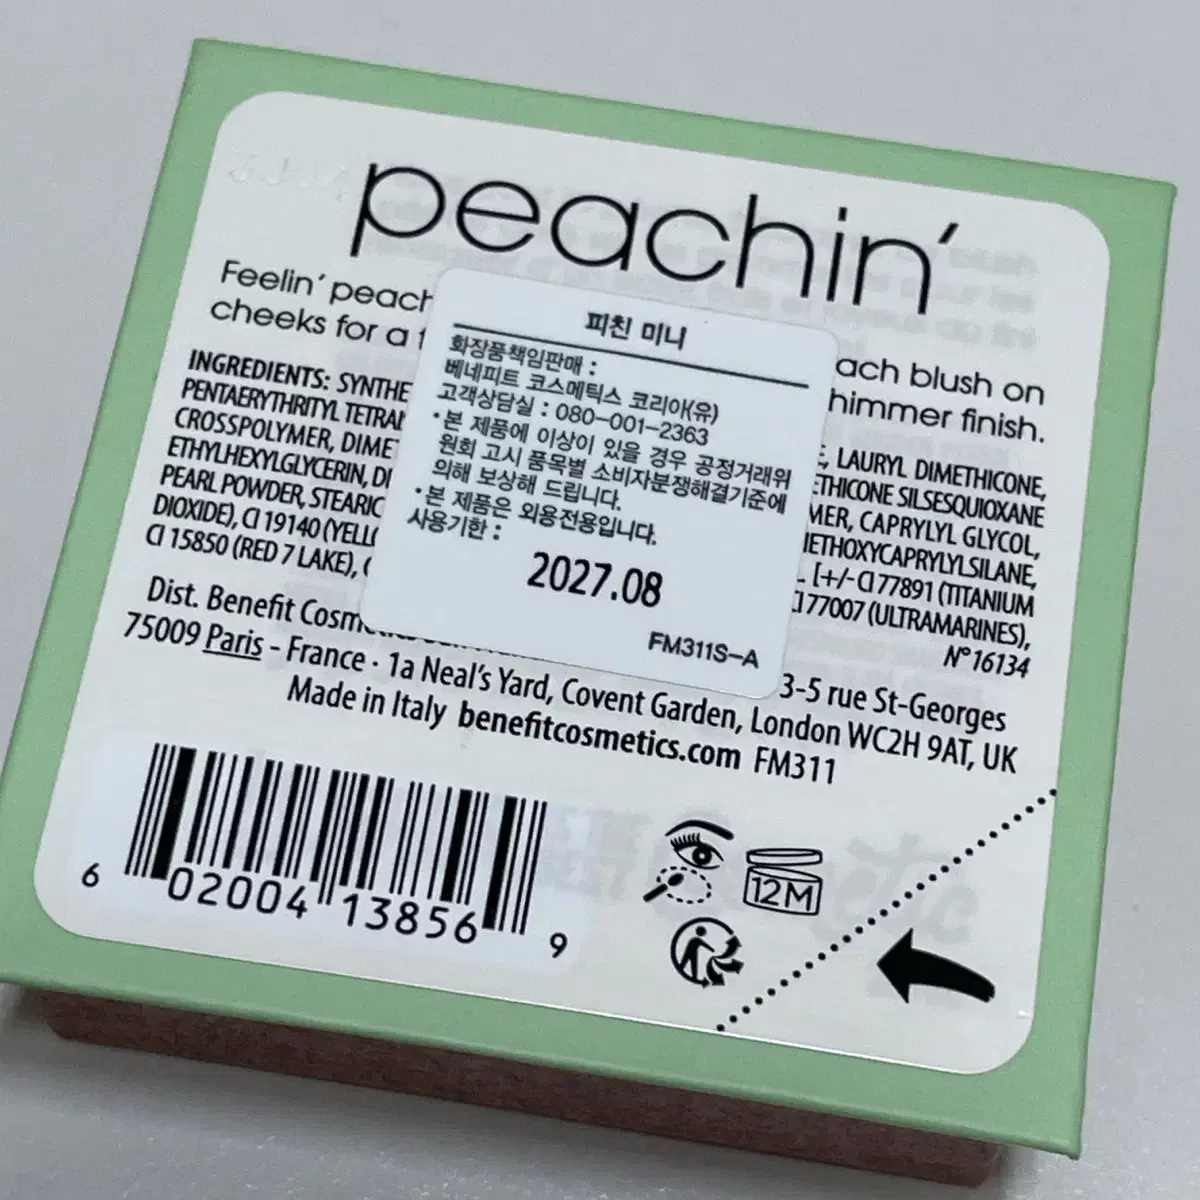 peachin'
Feelin' peach
cheeks for a
ach blush on
himmer finish.
INGREDIENTS: SYNTHE
PENTAERYTHRITYL TETRA
CROSSPOLYMER, DIME
ETHYLHEXYLGLYCERIN, DI
PEARL POWDER, STEARIC
DIOXIDE), CI 19140 (YELLO
CI 15850 (RED 7 LAKE),
LAURYL DIMETHICONE,
ETHICONE SILSESQUIOXANE
MER, CAPRYLYL GLYCOL,
ETHOXYCAPRYLYLSILANE,
[+/- CI 77891 (TITANIUM
77007 (ULTRAMARINES),
N° 16134
피친 미니
화장품책임판매 :
베네피트 코스메틱스 코리아(유)
고객상담실 : 080-001-2363
·본 제품에 이상이 있을 경우 공정거래위
원회 고시 품목별 소비자분쟁해결기준에
의해 보상해 드립니다.
·본 제품은 외용전용입니다.
사용기한 :
2027.08
FM311S-A
Dist. Benefit Cosm
3-5 rue St-Georges
75009 Paris - France · 1a Neal's Yard, Covent Garden, London WC2H 9AT, UK
Made in Italy benefitcosmetics.com FM311
6 02004 13856 9
12M